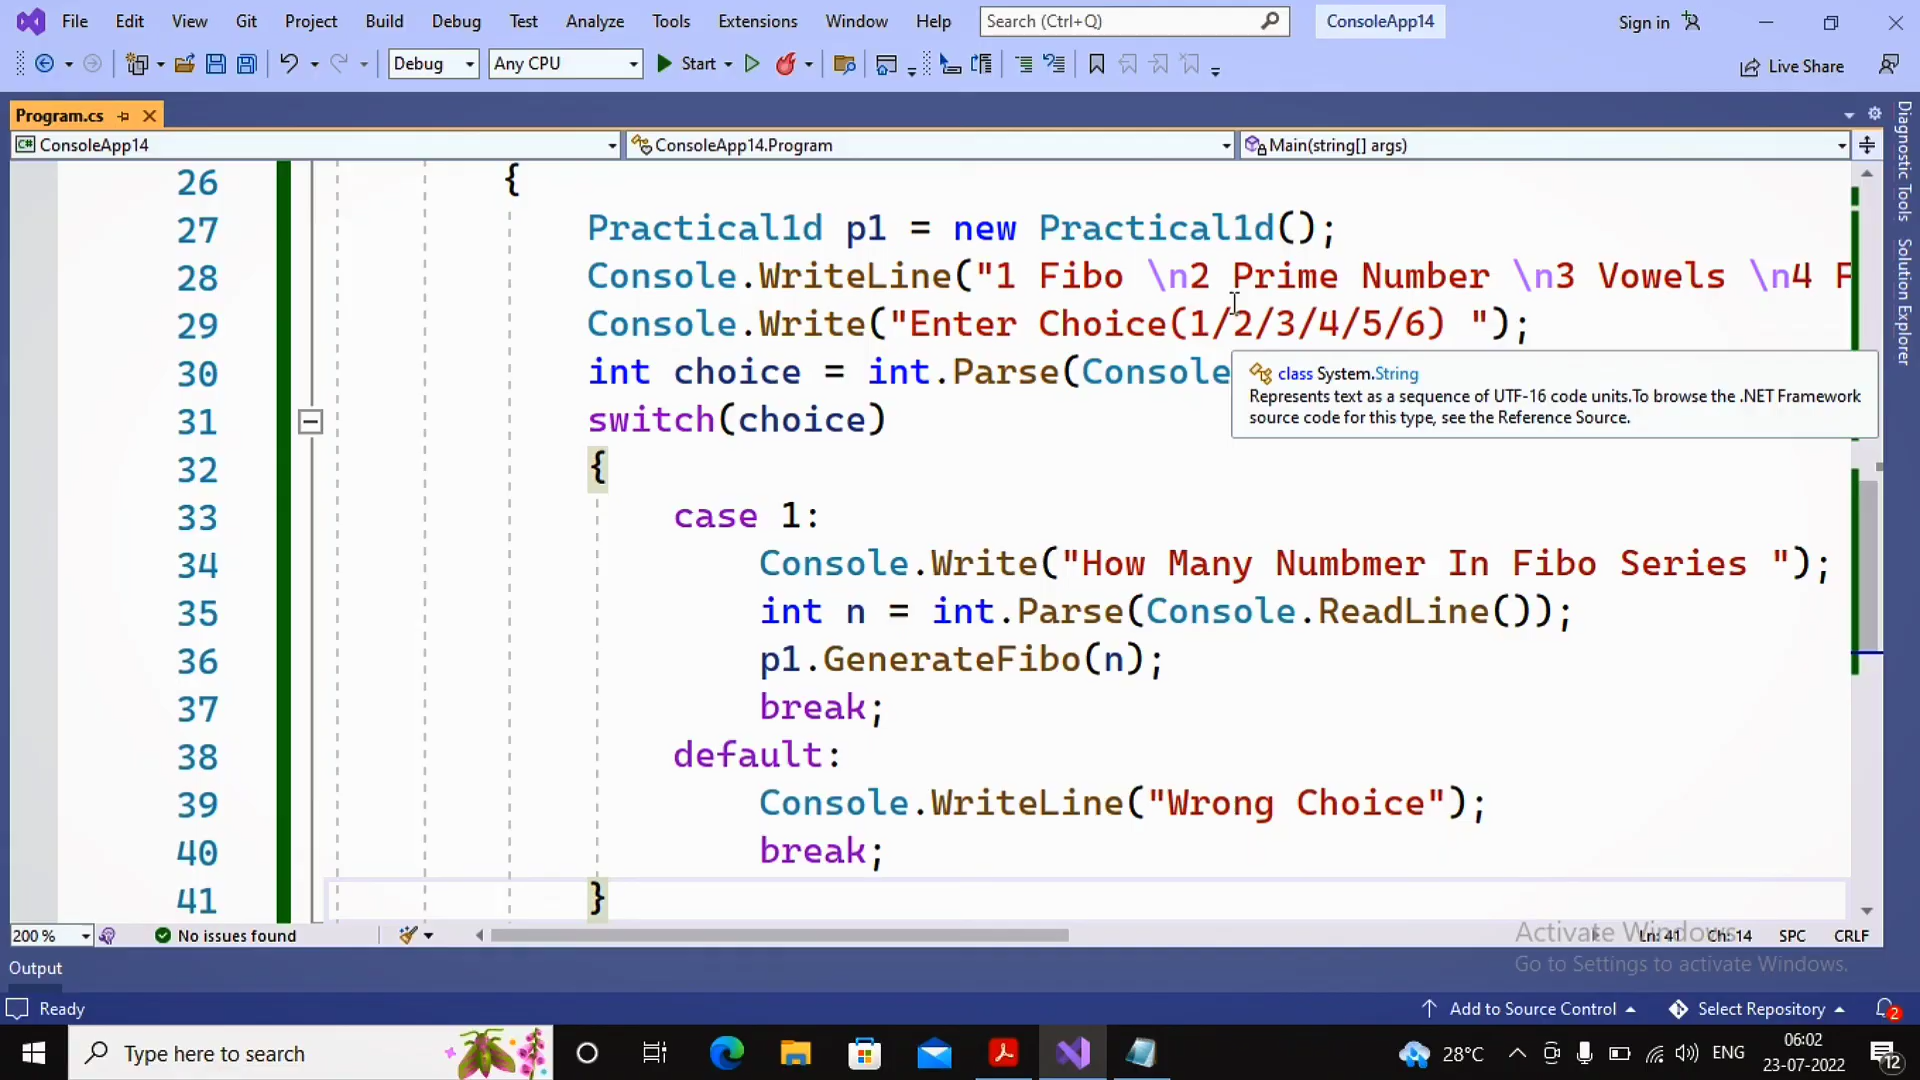 File Edit View Git Project Build Debug Test Analyze Tools Extensions Window Help Search (Ctrl+Q) ConsoleApp14 Sign in
Debug Any CPU Start Live Share
Program.cs
ConsoleApp14 ConsoleApp14.Program Main(string[] args)
Diagnostic Tools
Solution Explorer
26 {
27 Practical1d p1 = new Practical1d();
28 Console.WriteLine("1 Fibo \n2 Prime Number \n3 Vowels \n4 F
29 Console.Write("Enter Choice(1/2/3/4/5/6) ");
30 int choice = int.Parse(Console
class System.String
Represents text as a sequence of UTF-16 code units.To browse the .NET Framework
source code for this type, see the Reference Source.
31 switch(choice)
32 {
33 case 1:
34 Console.Write("How Many Numbmer In Fibo Series ");
35 int n = int.Parse(Console.ReadLine());
36 p1.GenerateFibo(n);
37 break;
38 default:
39 Console.WriteLine("Wrong Choice");
40 break;
41 }
200 % No issues found Ln: 41 Ch: 14 SPC CRLF
Activate Windows
Go to Settings to activate Windows.
Output
Ready Add to Source Control Select Repository 2
Type here to search 28°C ENG 06:02
23-07-2022 12